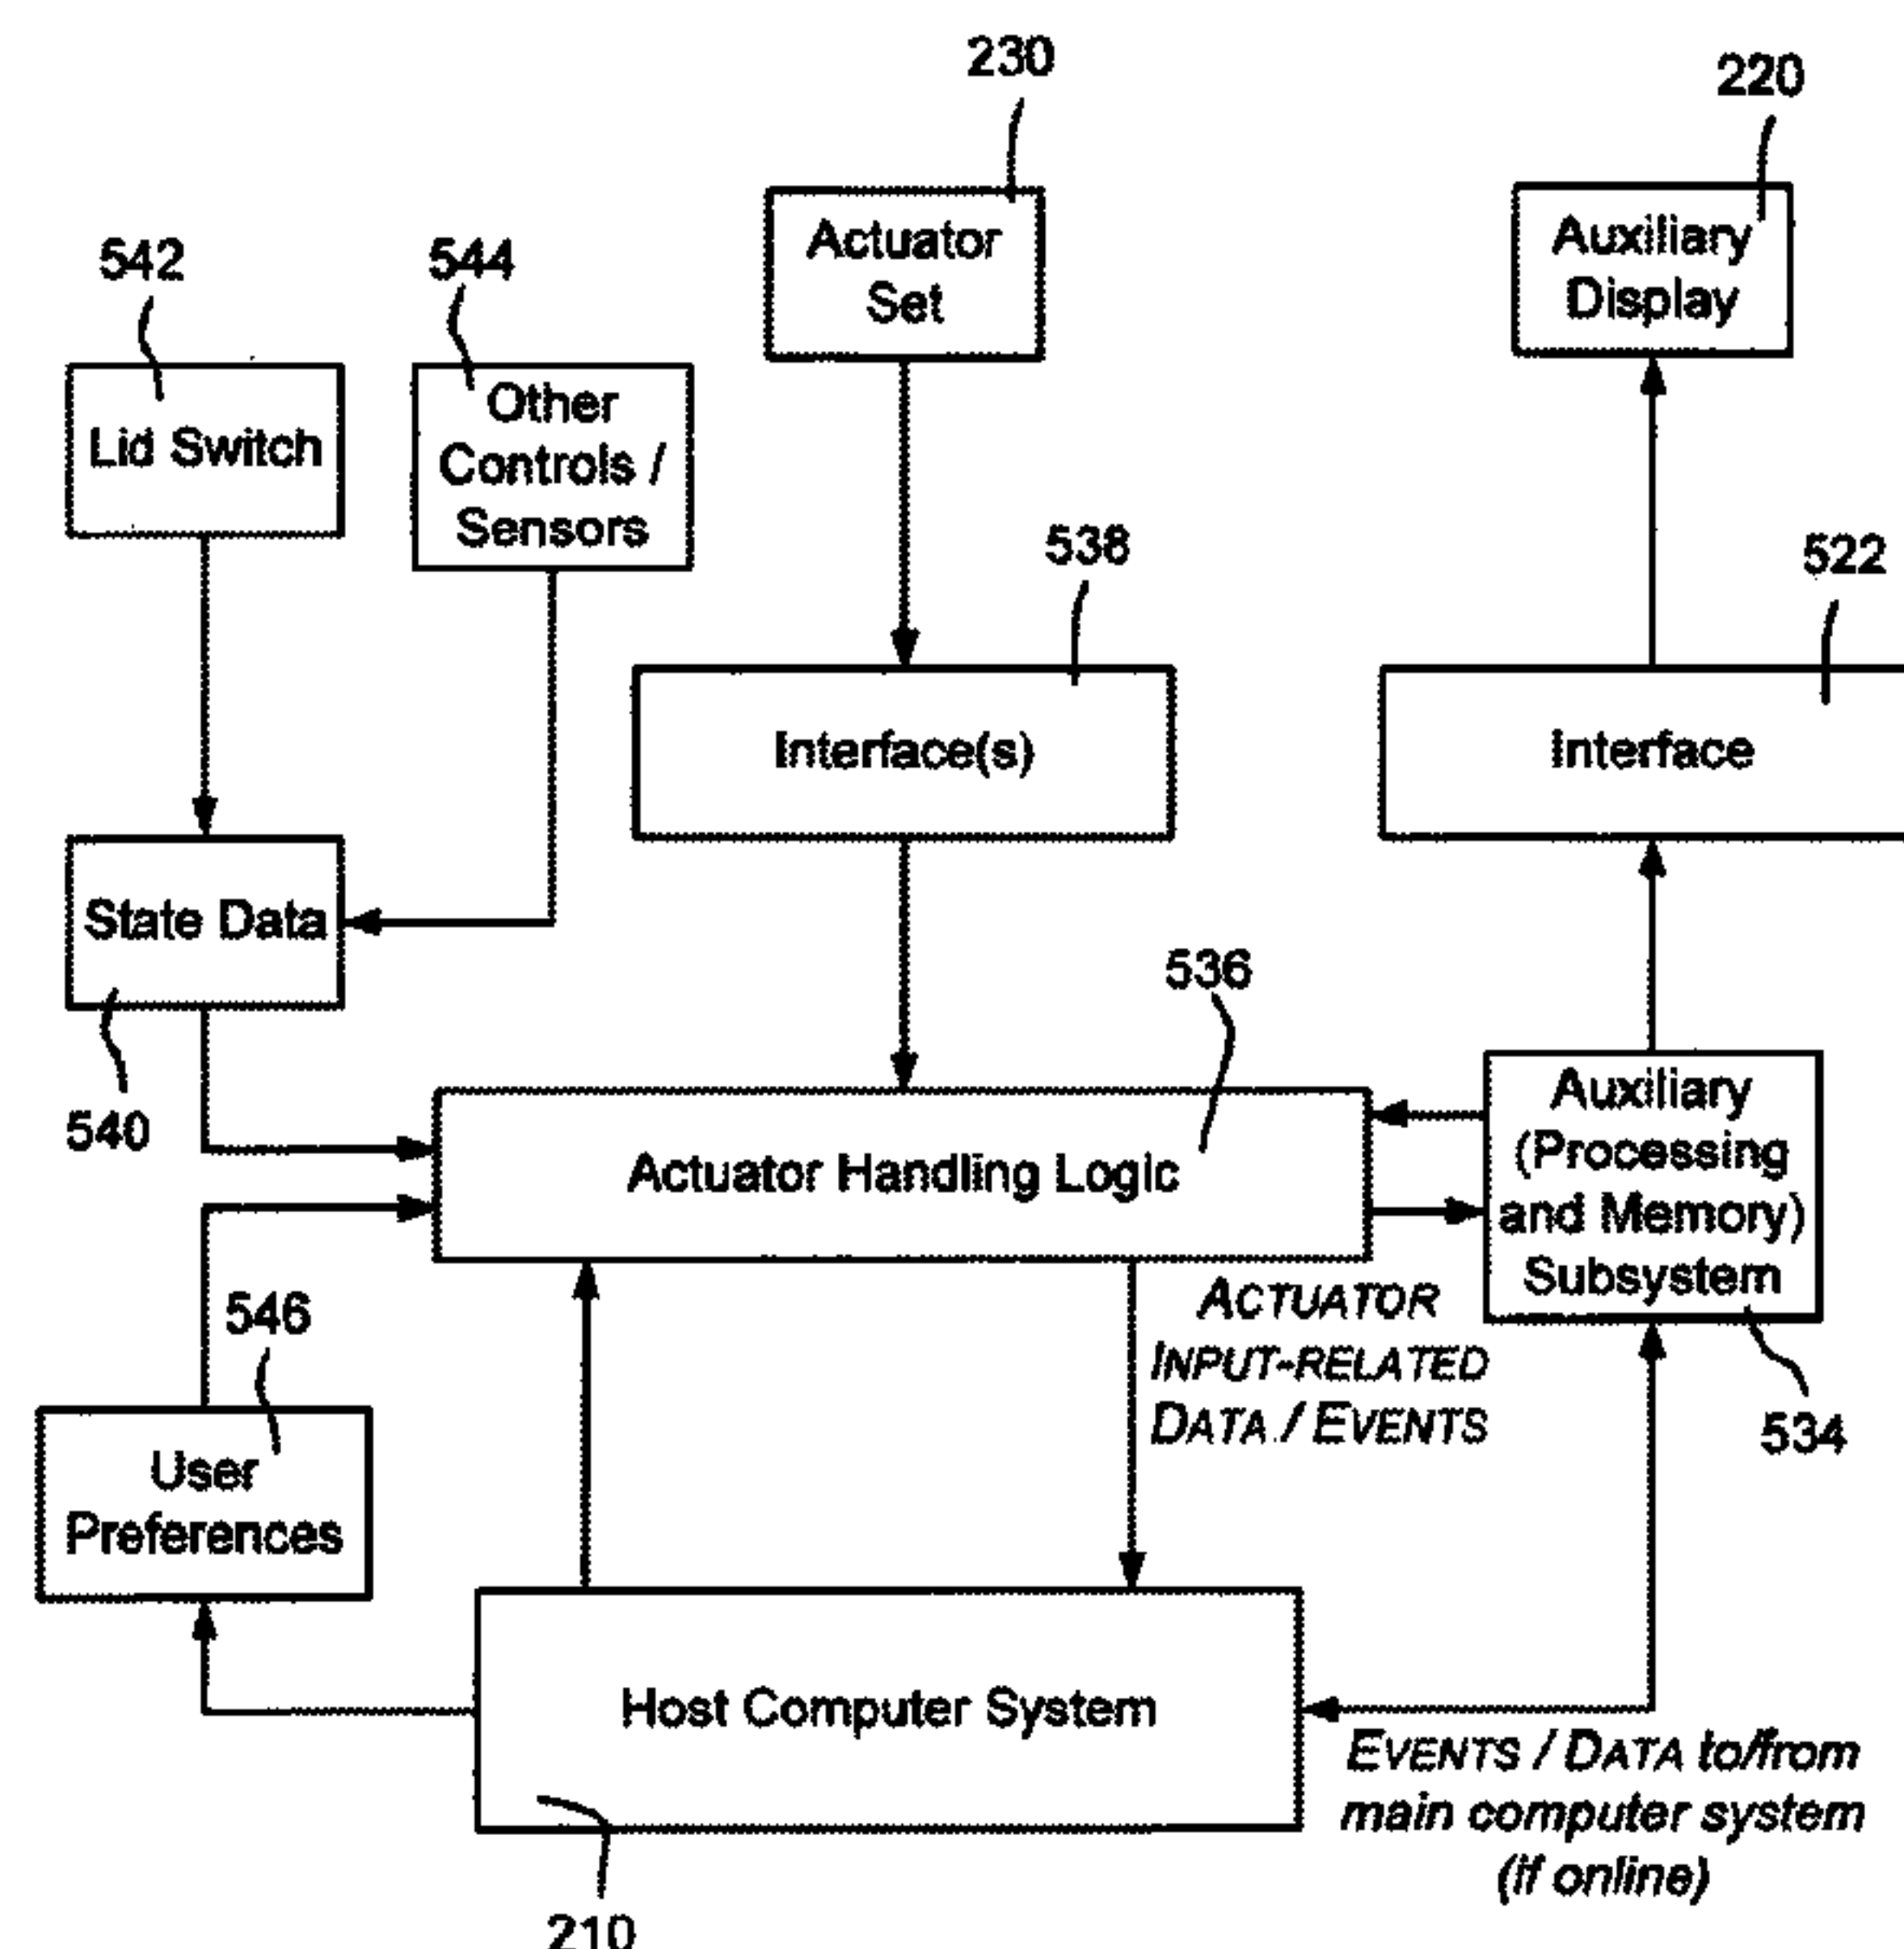 230
220
Actuator
Set
Auxiliary
Display
542
544
Lid Switch
Other
Controls /
Sensors
538
522
Interface(s)
Interface
State Data
540
536
Actuator Handling Logic
Auxiliary
(Processing
and Memory)
Subsystem
534
ACTUATOR
INPUT-RELATED
DATA / EVENTS
546
User
Preferences
Host Computer System
210
EVENTS / DATA to/from
main computer system
(if online)